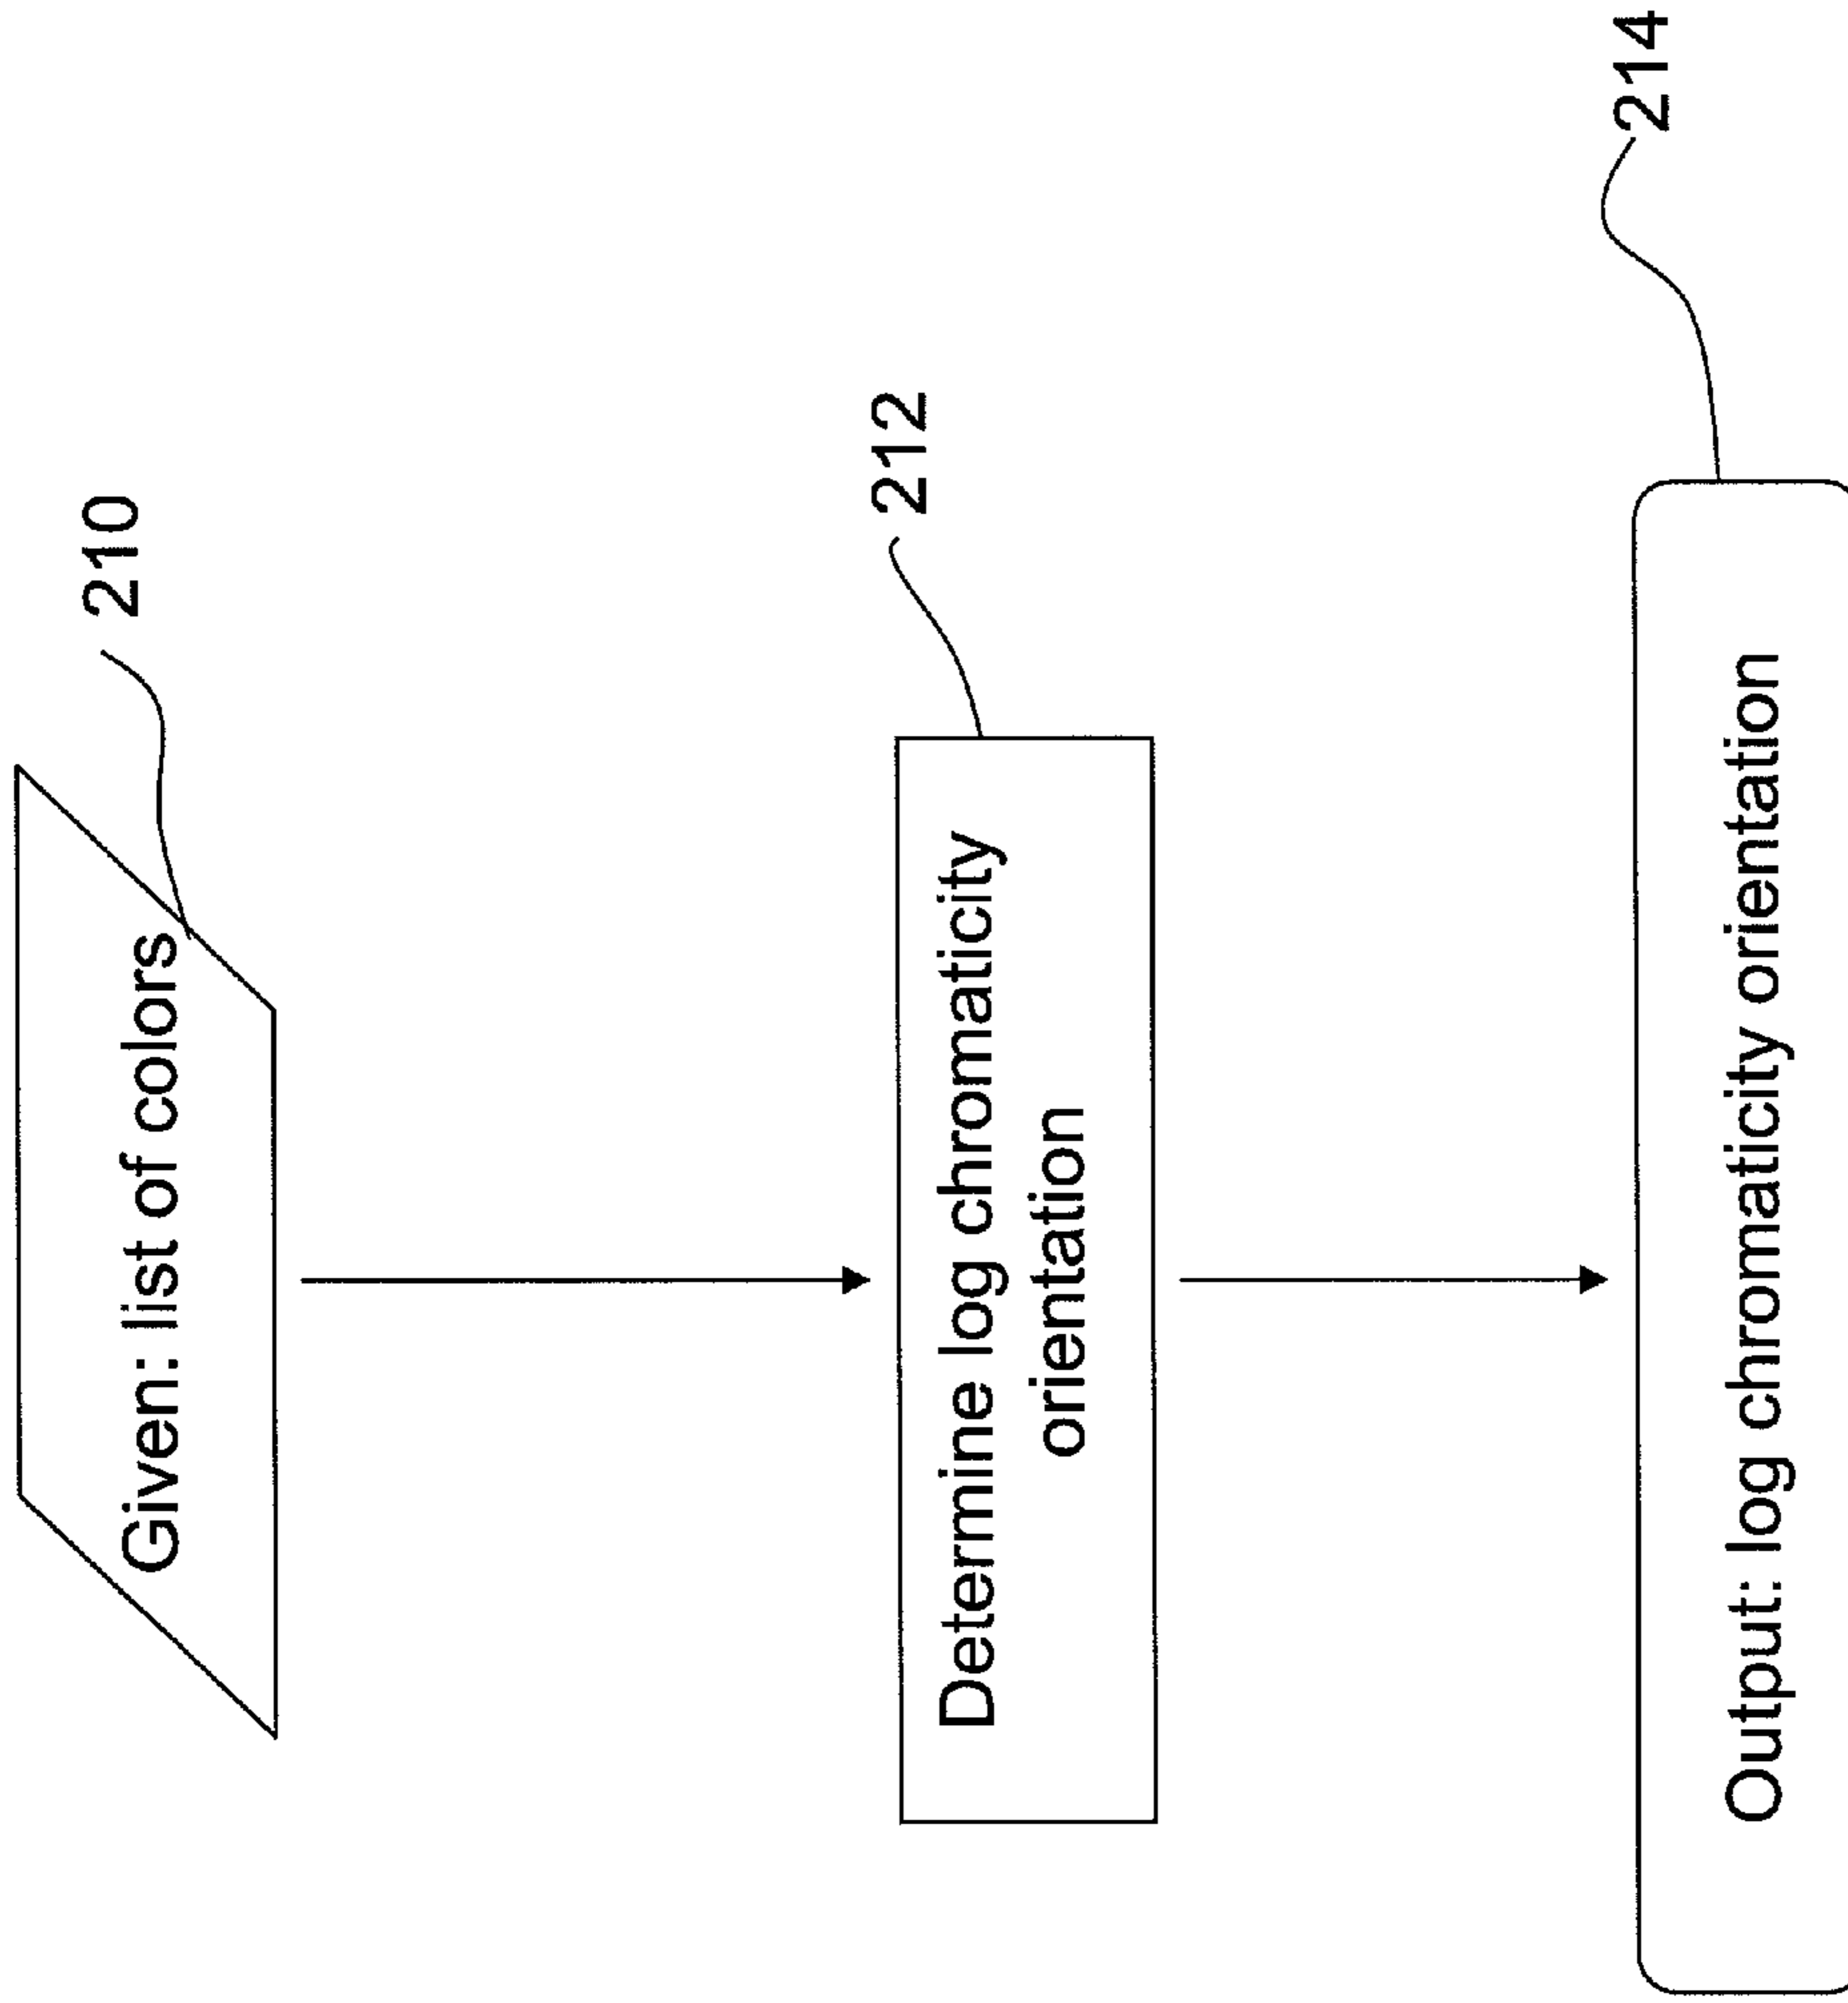 210
Given: list of colors
212
Determine log chromaticity
orientation
214
Output: log chromaticity orientation